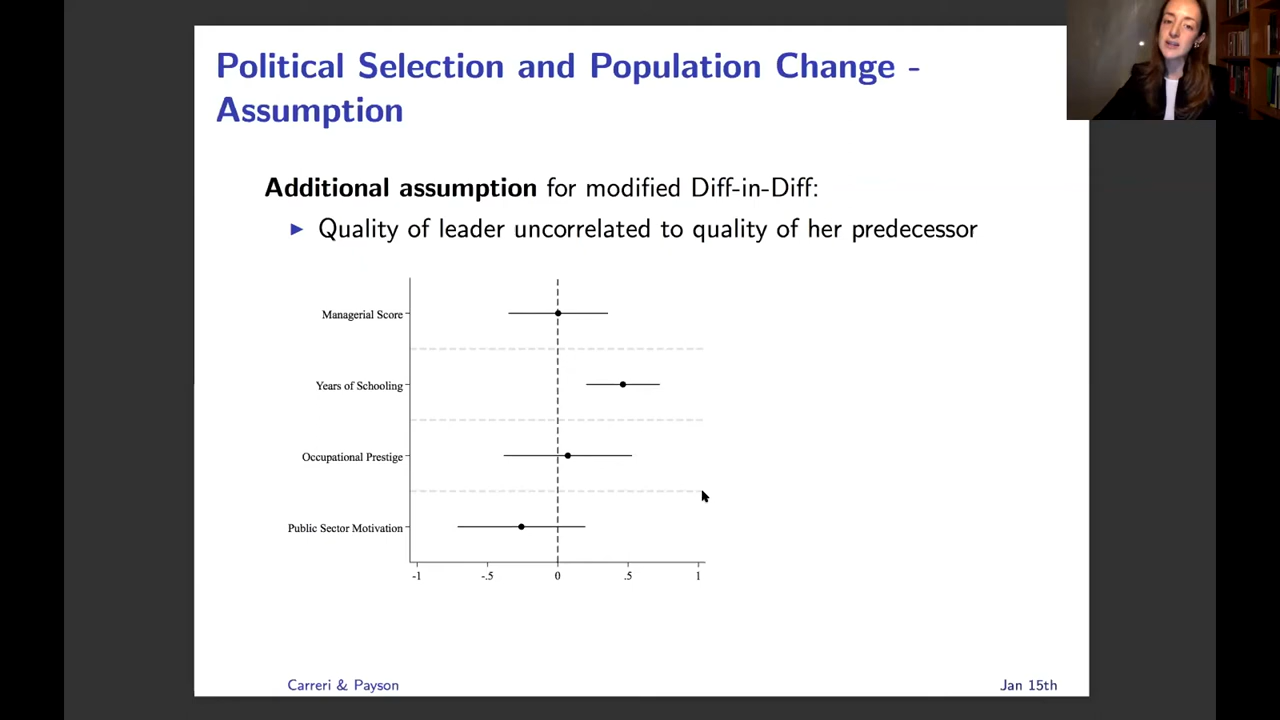 Political Selection and Population Change -
Assumption
Additional assumption for modified Diff-in-Diff:
Quality of leader uncorrelated to quality of her predecessor
Managerial Score
Years of Schooling
Occupational Prestige
Public Sector Motivation
-1 -.5 0 .5 1
Carreri & Payson Jan 15th